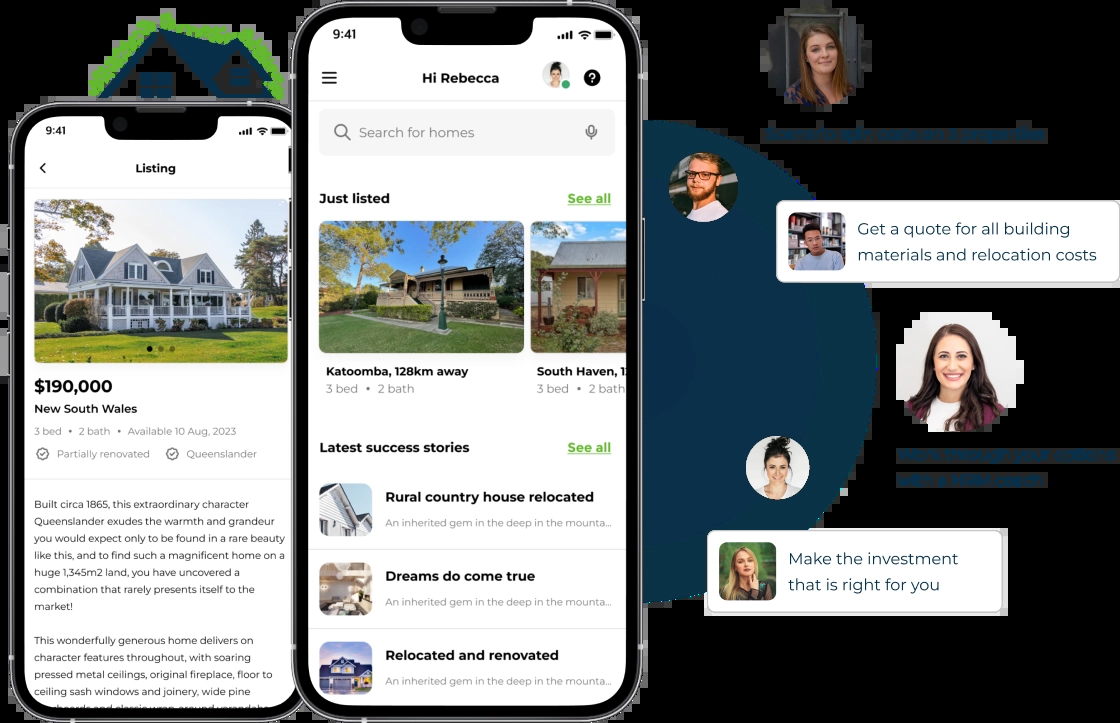 9:41
Listing
$190,000
New South Wales
3 bed • 2 bath • Available 10 Aug, 2023
Partially renovated
Queenslander
Built circa 1865, this extraordinary character
Queenslander exudes the warmth and grandeur
you would expect only to be found in a rare beauty
like this, and to find such a magnificent home on a
huge 1,345m2 land, you have uncovered a
combination that rarely presents itself to the
market!
This wonderfully generous home delivers on
character features throughout, with soaring
pressed metal ceilings, original fireplace, floor to
ceiling sash windows and joinery, wide pine
9:41
Hi Rebecca
?
Search for homes
Just listed
See all
Katoomba, 128km away
3 bed • 2 bath
South Haven, 1
3 bed • 2 bath
Latest success stories
See all
Rural country house relocated
An inherited gem in the deep in the mounta...
Dreams do come true
An inherited gem in the deep in the mounta...
Relocated and renovated
An inherited gem in the deep in the mounta...
Get a quote for all building
materials and relocation costs
Make the investment
that is right for you